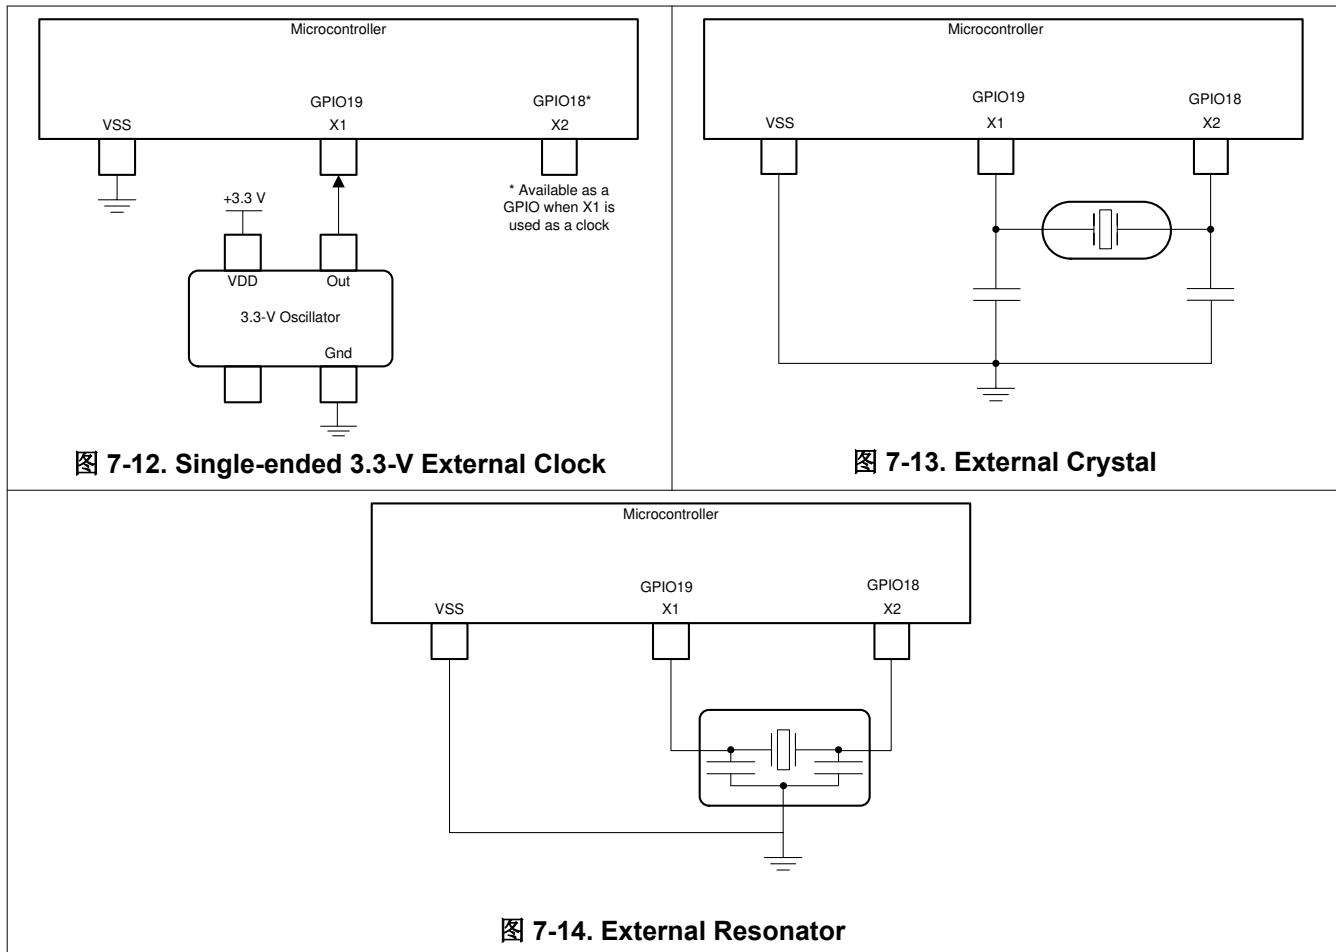 Microcontroller
GPIO19
GPIO18*
VSS
X1
X2
* Available as a
GPIO when X1 is
used as a clock
+3.3 V
VDD
Out
3.3-V Oscillator
Gnd
图 7-12. Single-ended 3.3-V External Clock
Microcontroller
GPIO19
GPIO18
VSS
X1
X2
图 7-13. External Crystal
Microcontroller
GPIO19
GPIO18
VSS
X1
X2
图 7-14. External Resonator